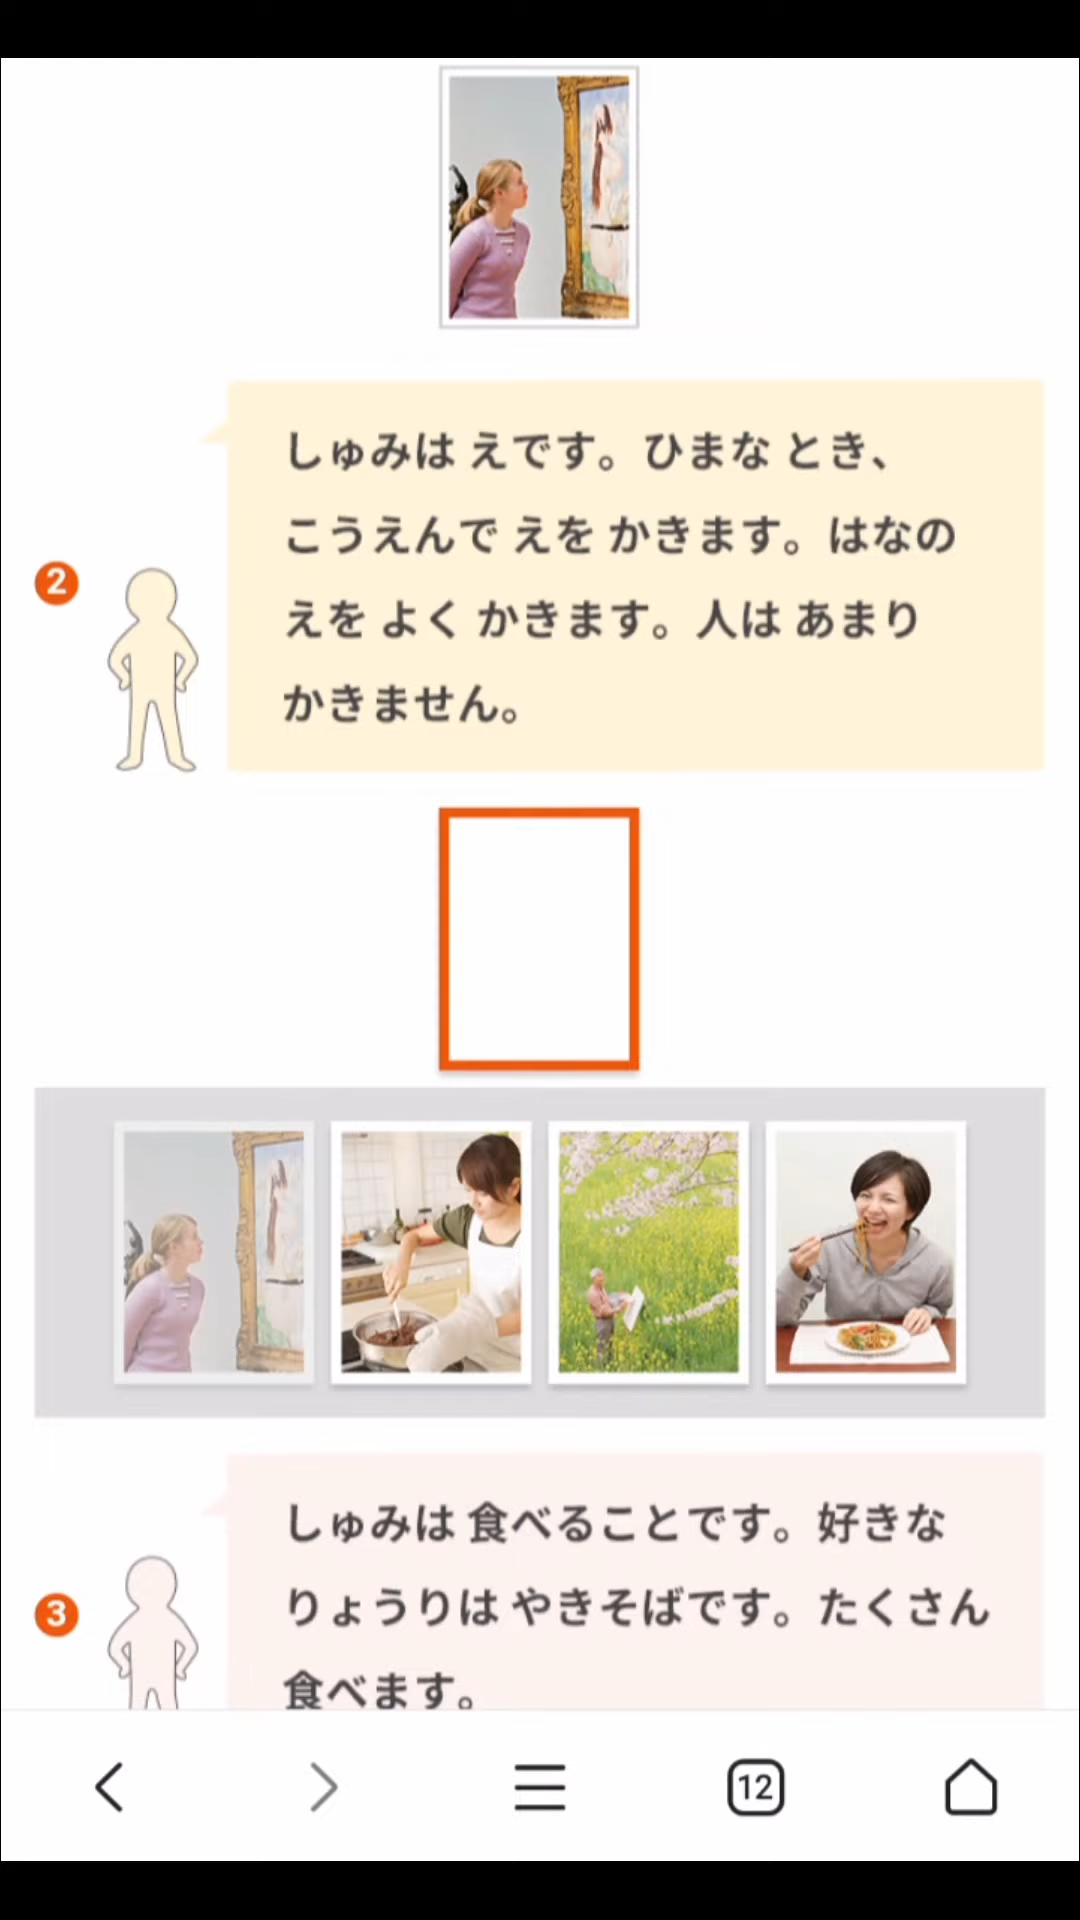 しゅみは えです。ひまな とき、
こうえんで えを かきます。はなの
2
えを よく かきます。人は あまり
かきません。
しゅみは 食べることです。好きな
りょうりは やきそばです。たくさん
3
食べます。
12